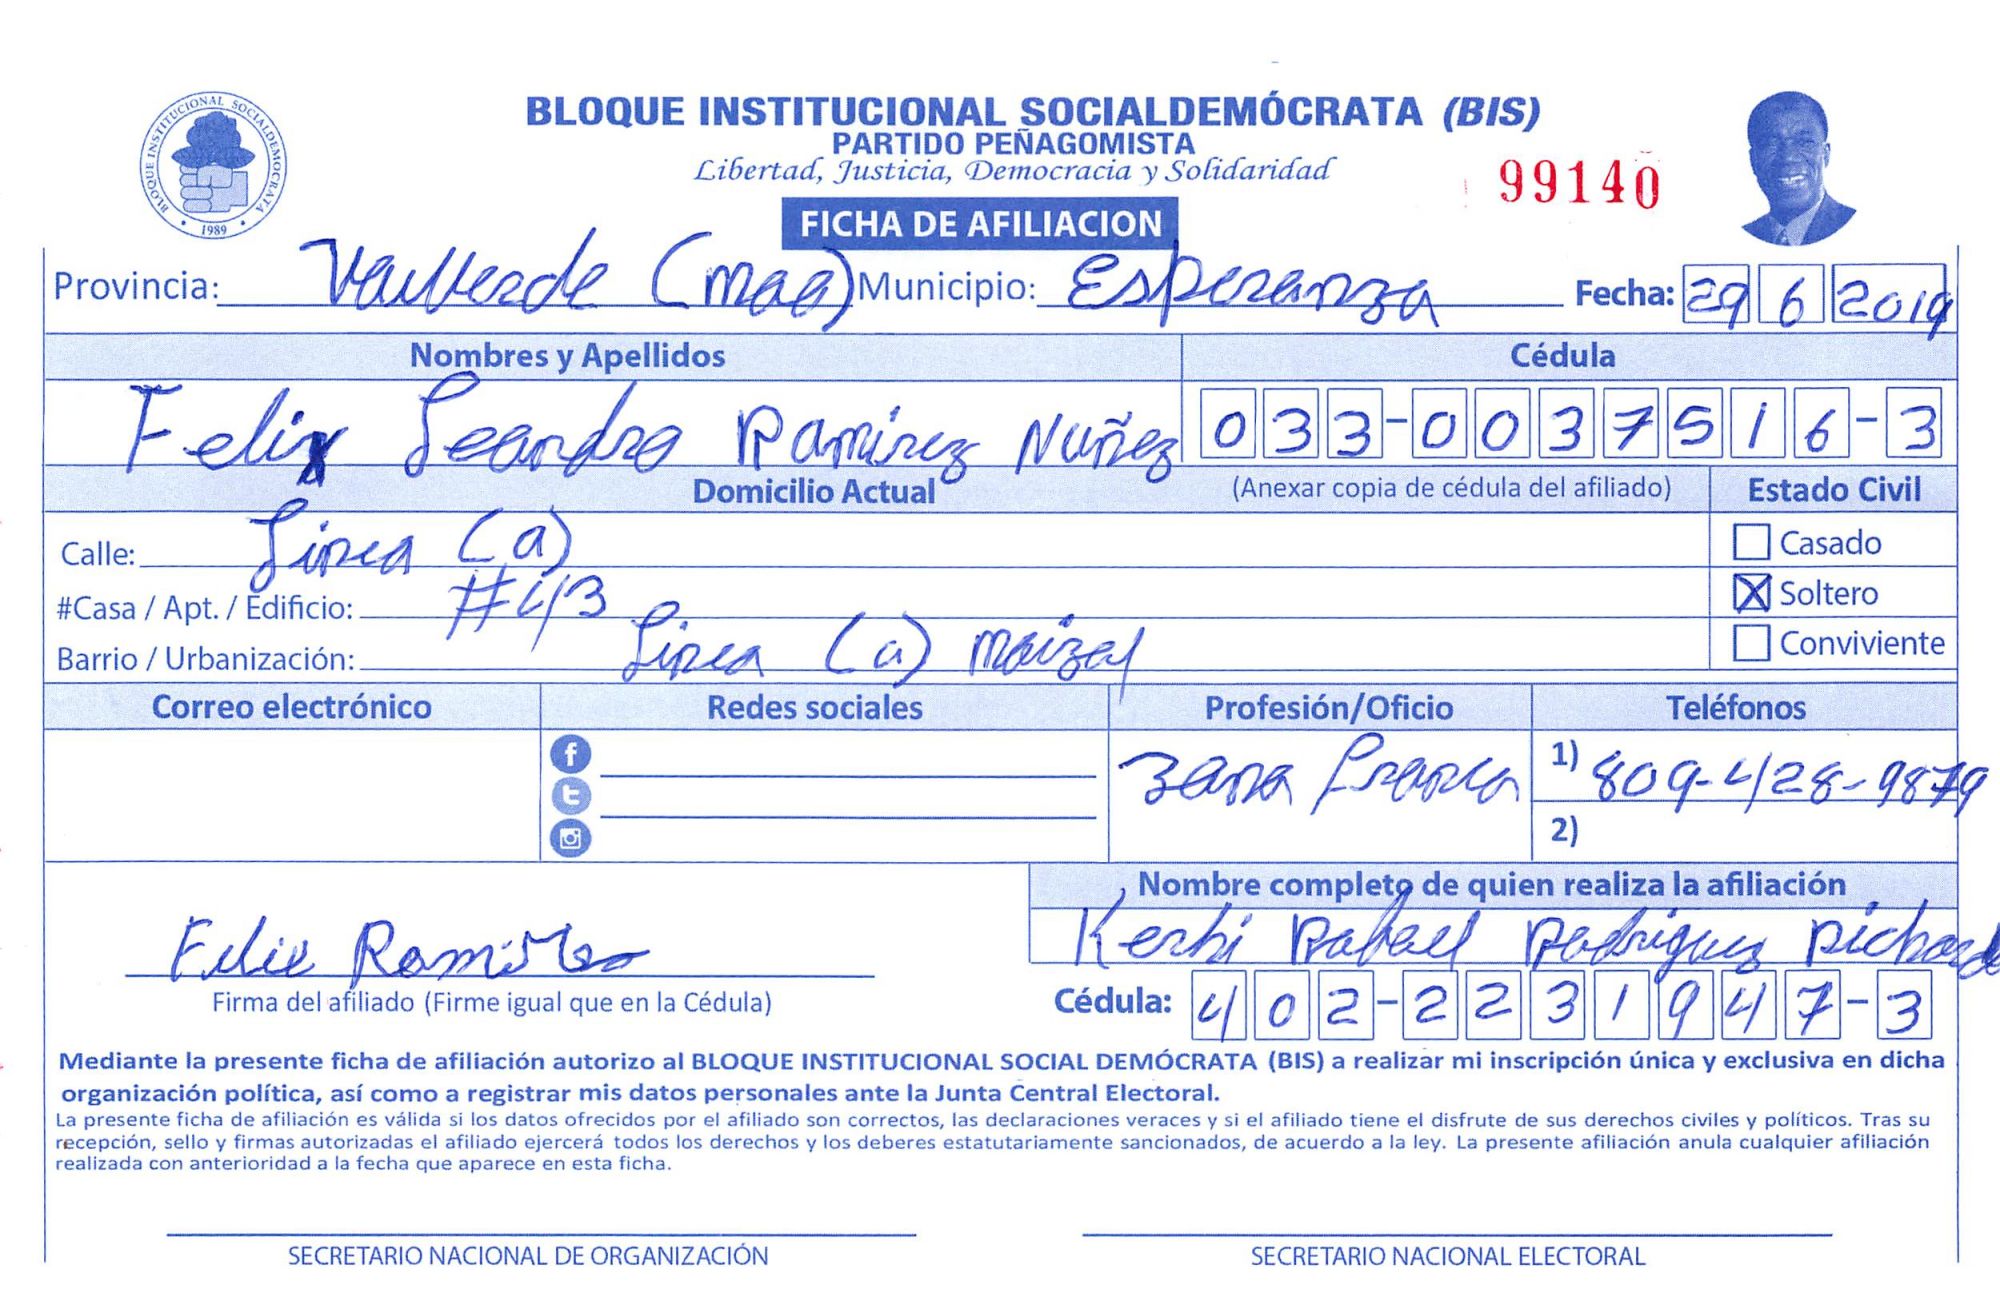 BLOQUE INSTITUCIONAL SOCIALDEMOCRATA
1989
BLOQUE INSTITUCIONAL SOCIALDEMÓCRATA (BIS)
PARTIDO PEÑAGOMISTA
Libertad, Justicia, Democracia y Solidaridad
99140
FICHA DE AFILIACION
Provincia: Valverde (mao) Municipio: Esperanza Fecha: 29 6 2019
Nombres y Apellidos Cédula
Felix Leandro Ramírez Nuñez 033-0037516-3
Domicilio Actual (Anexar copia de cédula del afiliado) Estado Civil
Calle: Linea (a) Casado
#Casa / Apt. / Edificio: #43 Soltero
Barrio / Urbanización: Linea (a) maizal Conviviente
Correo electrónico Redes sociales Profesión/Oficio Teléfonos
zona franca 1) 809-428-9879
2)
Nombre completo de quien realiza la afiliación
Felix Ramirez Kerbi Rafael Rodriguez Pichardo
Firma del afiliado (Firme igual que en la Cédula) Cédula: 402-2231947-3
Mediante la presente ficha de afiliación autorizo al BLOQUE INSTITUCIONAL SOCIAL DEMÓCRATA (BIS) a realizar mi inscripción única y exclusiva en dicha
organización política, así como a registrar mis datos personales ante la Junta Central Electoral.
La presente ficha de afiliación es válida si los datos ofrecidos por el afiliado son correctos, las declaraciones veraces y si el afiliado tiene el disfrute de sus derechos civiles y políticos. Tras su
recepción, sello y firmas autorizadas el afiliado ejercerá todos los derechos y los deberes estatutariamente sancionados, de acuerdo a la ley. La presente afiliación anula cualquier afiliación
realizada con anterioridad a la fecha que aparece en esta ficha.
SECRETARIO NACIONAL DE ORGANIZACIÓN SECRETARIO NACIONAL ELECTORAL